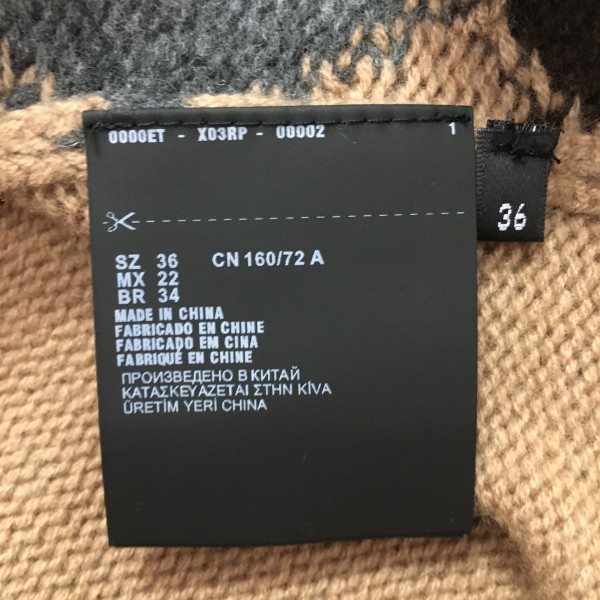 0000ET - X03RP - 00002 1
36
SZ 36 CN 160/72 A
MX 22
BR 34
MADE IN CHINA
FABRICADO EN CHINE
FABRICADO EM CINA
FABRIQUÉ EN CHINE
ПРОИЗВЕДЕНО В КИТАЙ
ΚΑΤΑΣΚΕΥΑΖΕΤΑΙ ΣΤΗΝ ΚΊVΑ
ÜRETİM YERİ CHINA